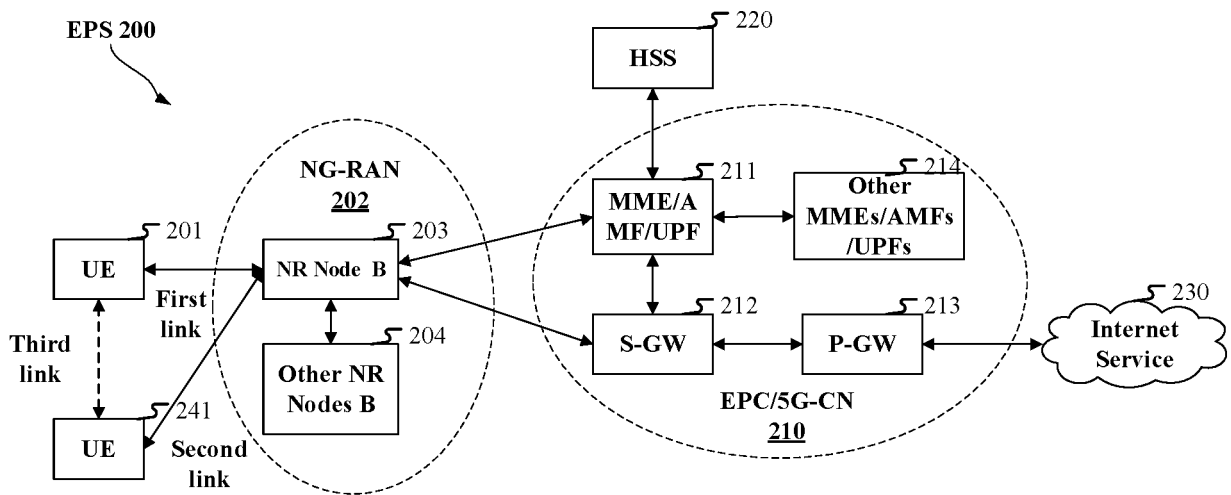 EPS 200
220
HSS
NG-RAN
202
211
MME/A
MF/UPF
214
Other
MMEs/AMFs
/UPFs
201
UE
203
NR Node B
First
link
212
S-GW
213
P-GW
230
Internet
Service
204
Other NR
Nodes B
Third
link
241
UE
Second
link
EPC/5G-CN
210